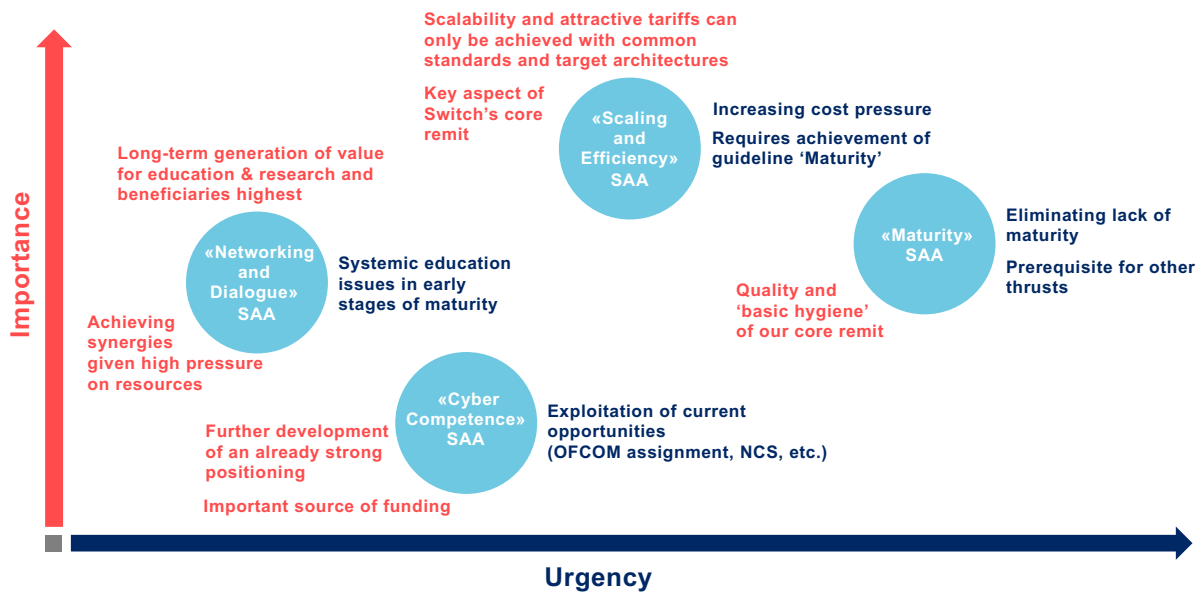 Scalability and attractive tariffs can
only be achieved with common
standards and target architectures
Key aspect of
Switch’s core
remit
«Scaling
and
Efficiency»
SAA
Increasing cost pressure
Requires achievement of
guideline ‘Maturity’
Long-term generation of value
for education & research and
beneficiaries highest
«Networking
and
Dialogue»
SAA
Systemic education
issues in early
stages of maturity
Achieving
synergies
given high pressure
on resources
«Maturity»
SAA
Eliminating lack of
maturity
Prerequisite for other
thrusts
Quality and
‘basic hygiene’
of our core remit
«Cyber
Competence»
SAA
Exploitation of current
opportunities
(OFCOM assignment, NCS, etc.)
Further development
of an already strong
positioning
Important source of funding
Importance
Urgency